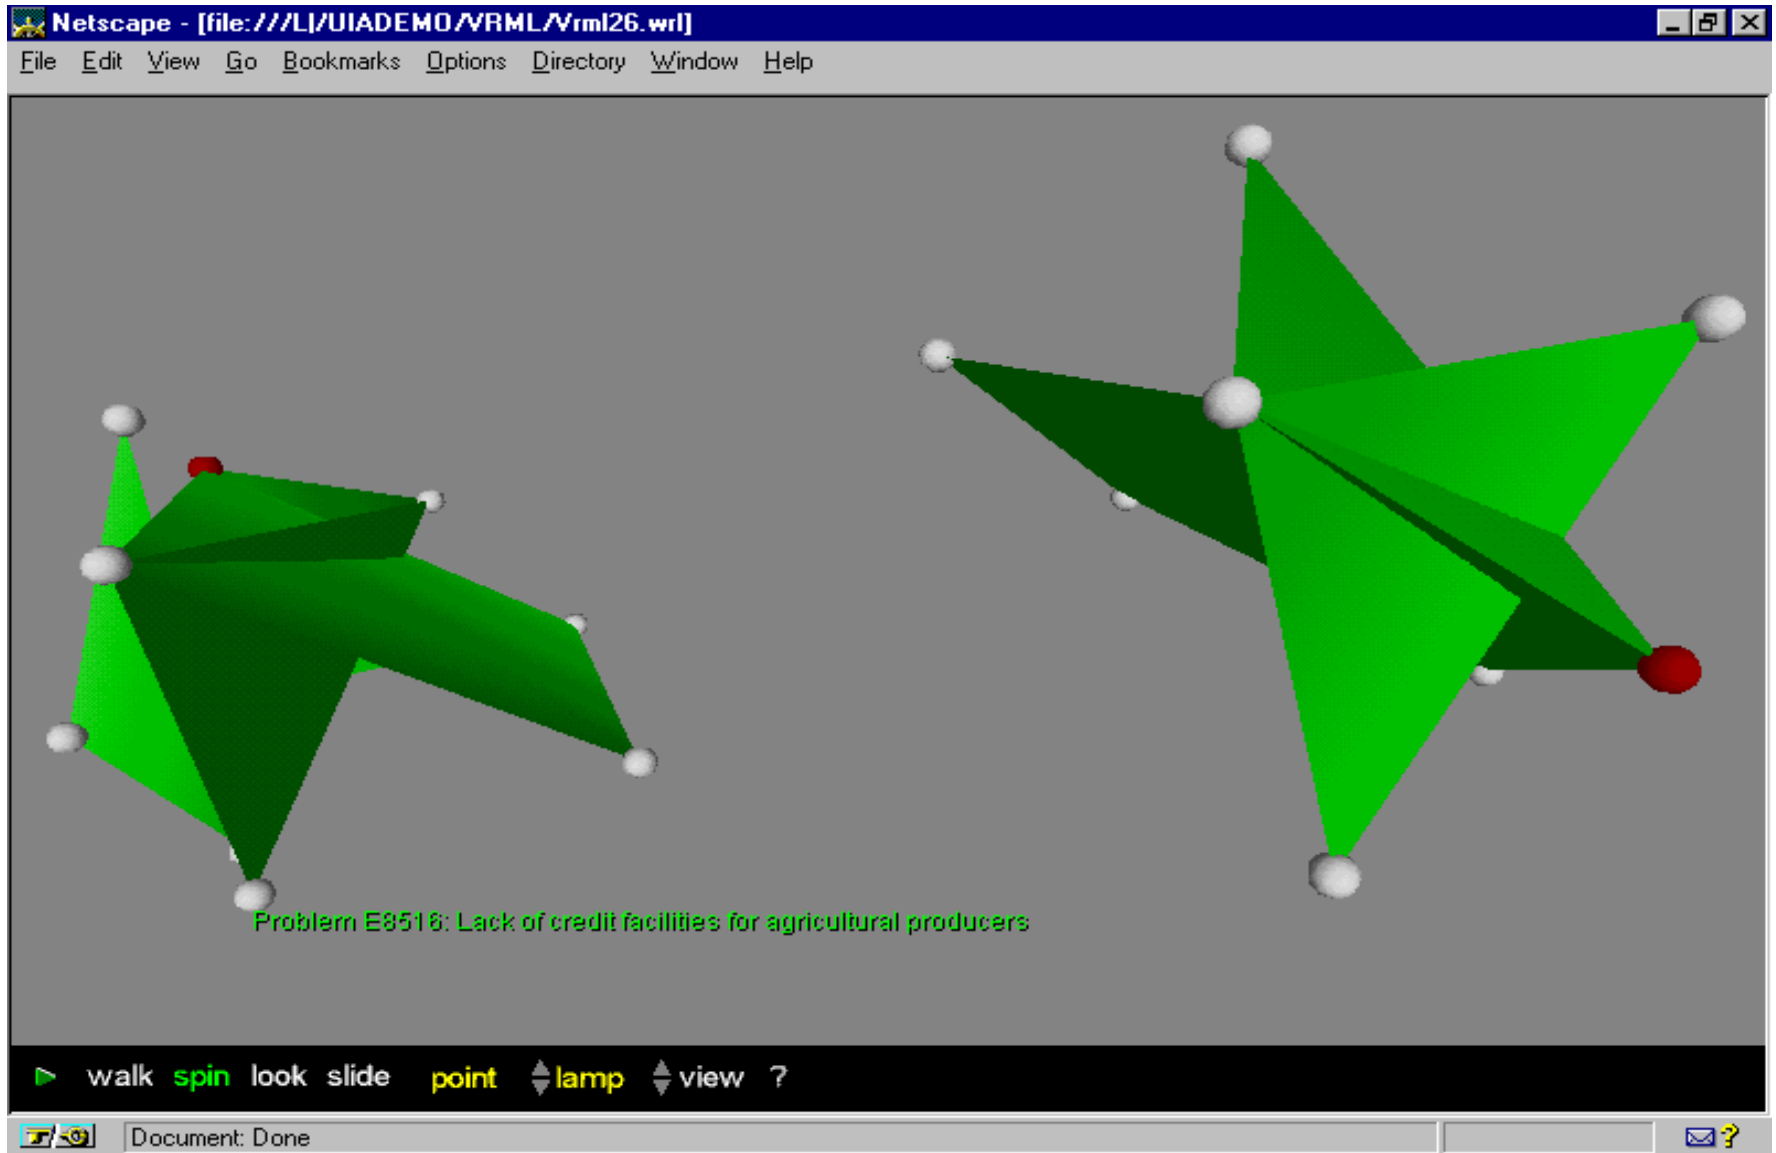 Netscape - [file:///L|/UIADEMO/VRML/Vrml26.wrl]
File Edit View Go Bookmarks Options Directory Window Help
Problem E8516: Lack of credit facilities for agricultural producers
walk spin look slide point lamp view ?
Document: Done